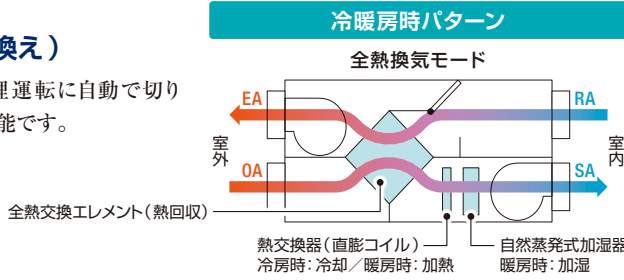 冷暖房時パターン
換え）
理運転に自動で切り
能です。
全熱換気モード
EA
RA
室外
室内
OA
SA
全熱交換エレメント（熱回収）
熱交換器（直膨コイル）
冷房時：冷却／暖房時：加熱
自然蒸発式加湿器
暖房時：加湿